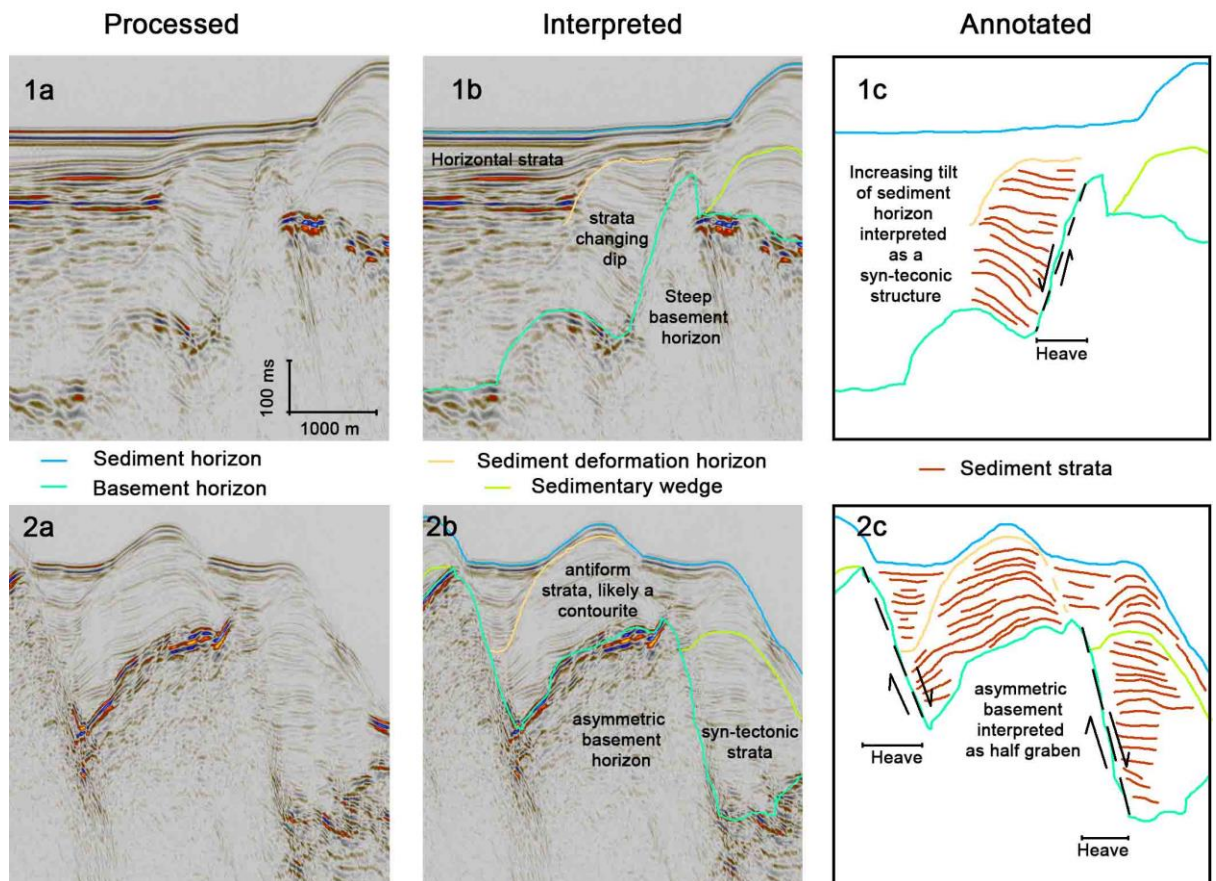 Processed
Interpreted
Annotated
1a
100 ms
1000 m
1b
Horizontal strata
strata
changing
dip
Steep
basement
horizon
1c
Increasing tilt
of sediment
horizon
interpreted
as a
syn-teconic
structure
Heave
Sediment horizon
Basement horizon
Sediment deformation horizon
Sedimentary wedge
Sediment strata
2a
2b
antiform
strata, likely a
contourite
asymmetric
basement
horizon
syn-tectonic
strata
2c
asymmetric
basement
interpreted
as half graben
Heave
Heave